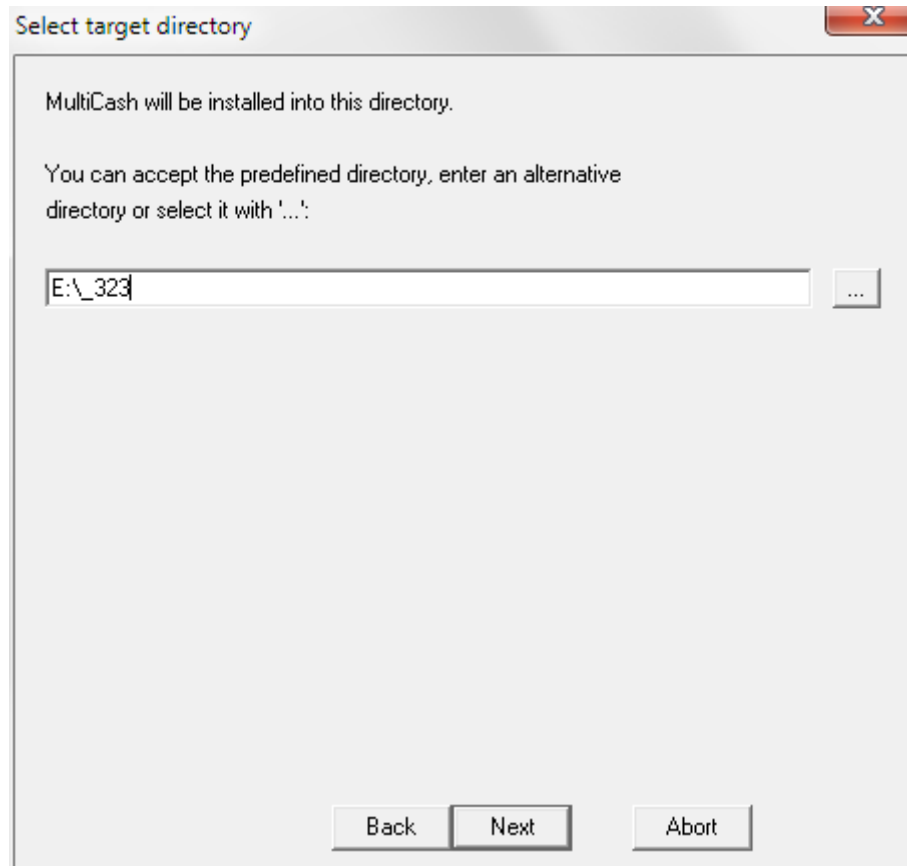 Select target directory
MultiCash will be installed into this directory.
You can accept the predefined directory, enter an alternative
directory or select it with '...':
E:\_323
...
Back Next Abort